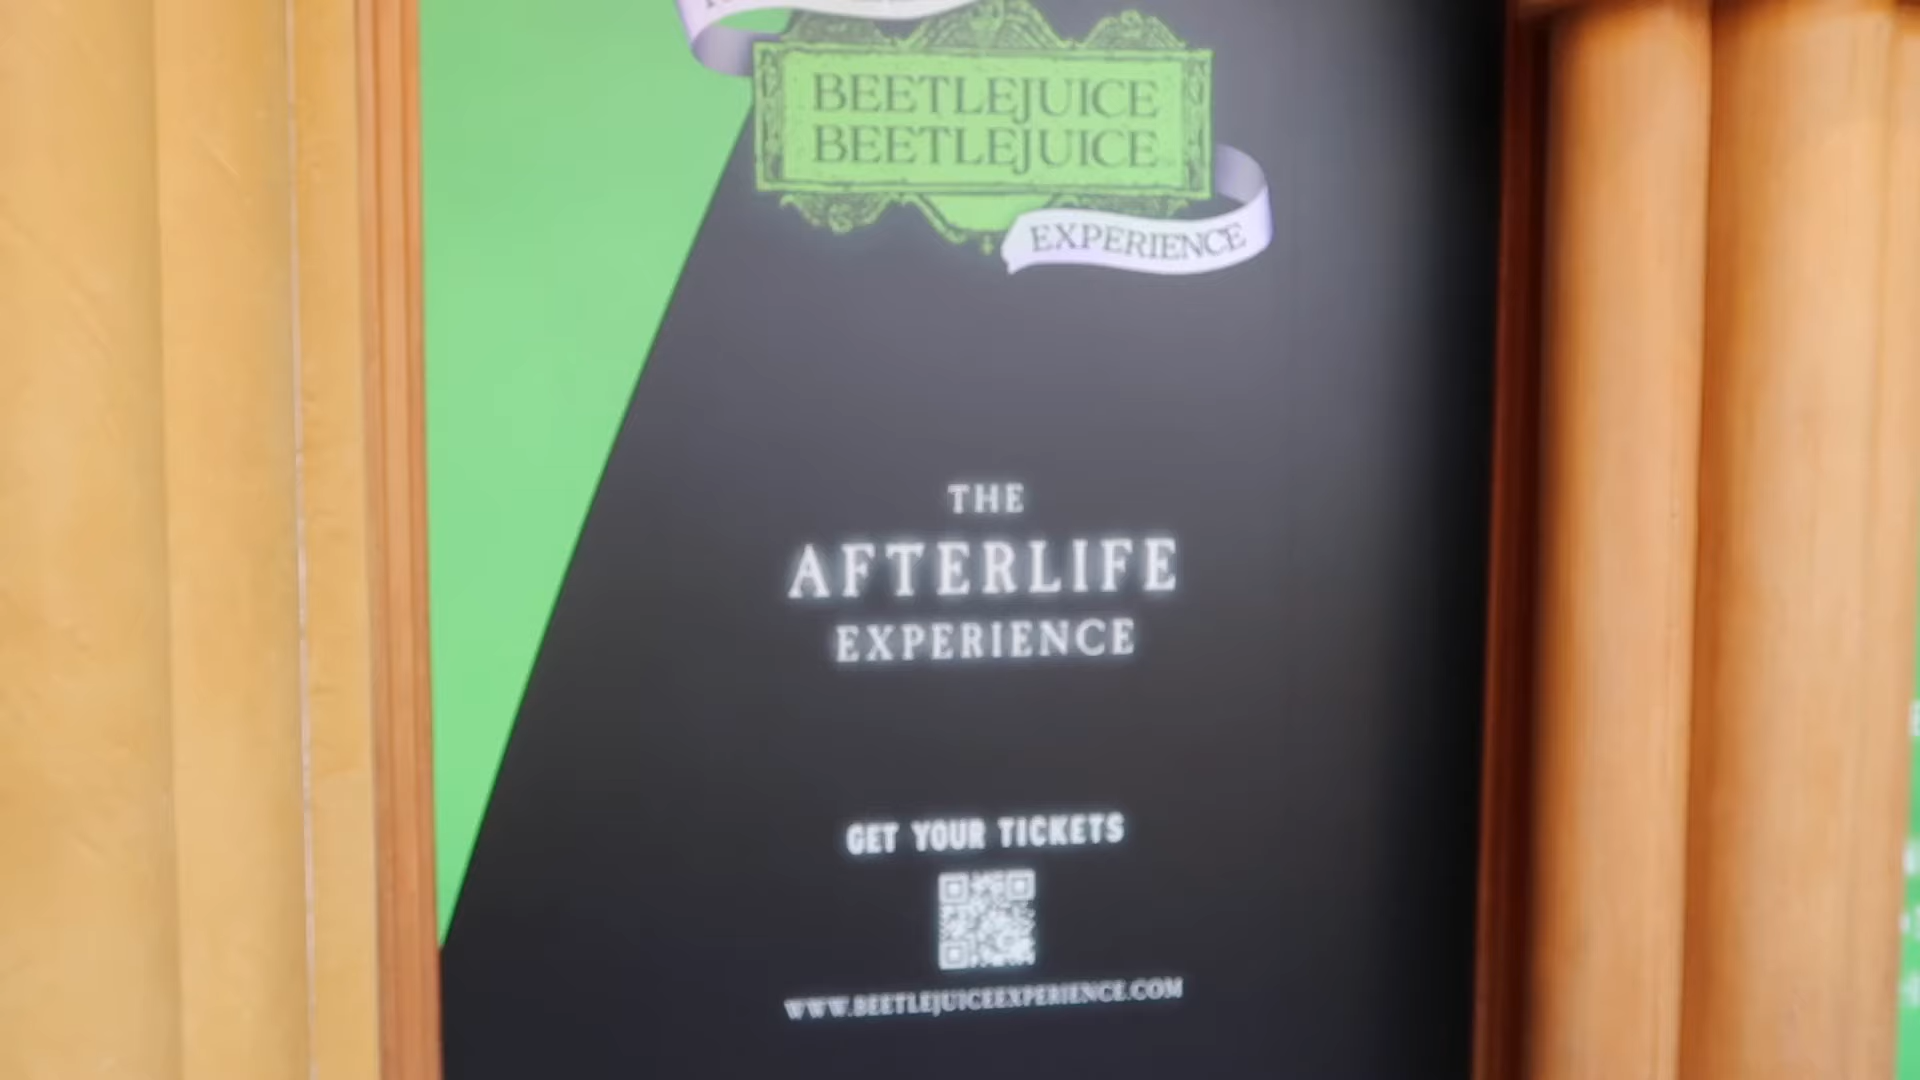 BEETLEJUICE
BEETLEJUICE
EXPERIENCE
THE
AFTERLIFE
EXPERIENCE
GET YOUR TICKETS
WWW.BEETLEJUICEEXPERIENCE.COM